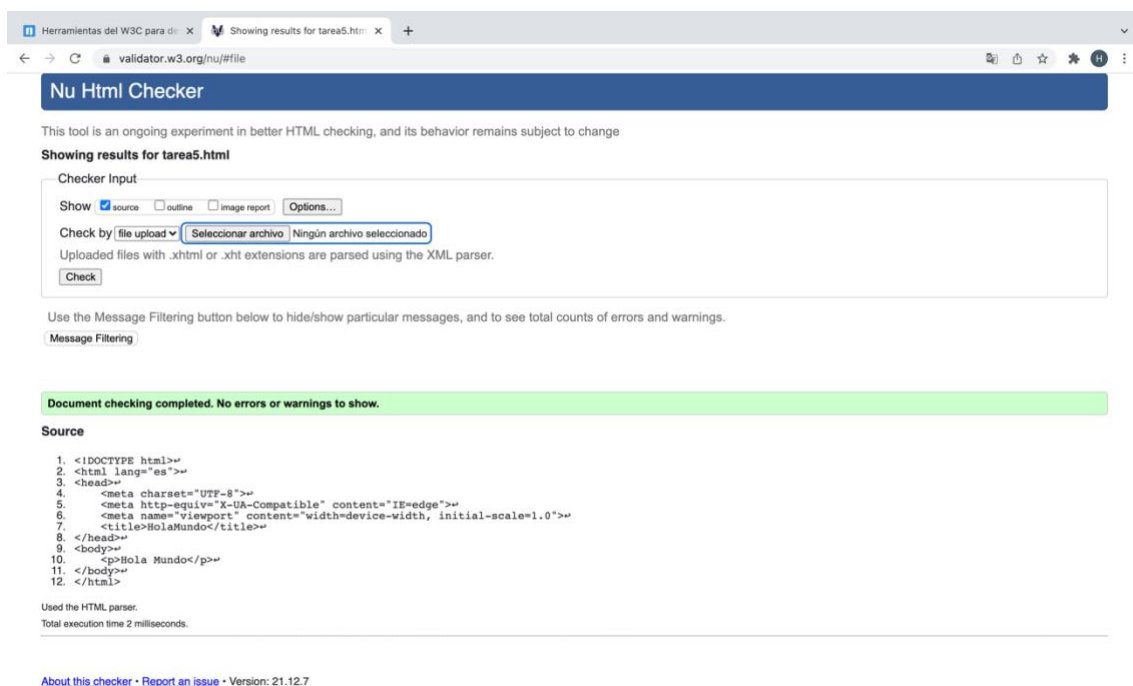 Herramientas del W3C para de
Showing results for tarea5.htm
validator.w3.org/nu/#file
H
Nu Html Checker
This tool is an ongoing experiment in better HTML checking, and its behavior remains subject to change
Showing results for tarea5.html
Checker Input
Show source outline image report Options...
Check by file upload Seleccionar archivo Ningún archivo seleccionado
Uploaded files with .xhtml or .xht extensions are parsed using the XML parser.
Check
Use the Message Filtering button below to hide/show particular messages, and to see total counts of errors and warnings.
Message Filtering
Document checking completed. No errors or warnings to show.
Source
1. <!DOCTYPE html>↩
2. <html lang="es">↩
3. <head>↩
4. <meta charset="UTF-8">↩
5. <meta http-equiv="X-UA-Compatible" content="IE=edge">↩
6. <meta name="viewport" content="width=device-width, initial-scale=1.0">↩
7. <title>HolaMundo</title>↩
8. </head>↩
9. <body>↩
10. <p>Hola Mundo</p>↩
11. </body>↩
12. </html>
Used the HTML parser.
Total execution time 2 milliseconds.
About this checker • Report an issue • Version: 21.12.7